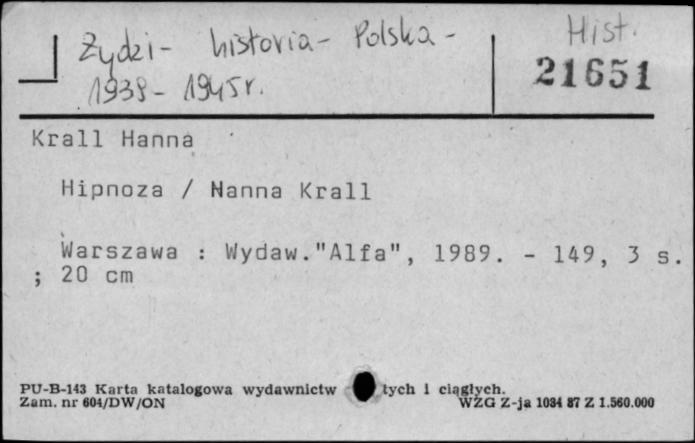 Żydzi - historia - Polska -
Hist.
1939 - 1945 r.
21651
Krall Hanna
Hipnoza / Hanna Krall
Warszawa : Wydaw."Alfa", 1989. - 149, 3 s.
; 20 cm
PU-B-143 Karta katalogowa wydawnictw tych i ciągłych.
Zam. nr 604/DW/ON WZG Z-ja 1034 87 Z 1.560.000